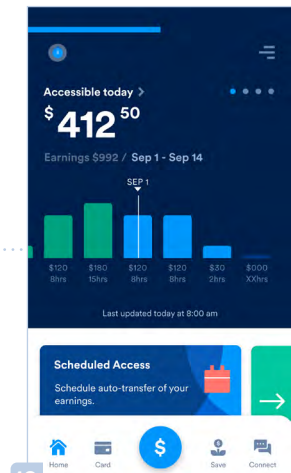 Accessible today >
$412 50
Earnings $992 / Sep 1 - Sep 14
SEP 1
$120 $180 $120 $120 $30 $000
8hrs 15hrs 8hrs 8hrs 2hrs XXhrs
Last updated today at 8:00 am
Scheduled Access
Schedule auto-transfer of your
earnings.
$
Home Card Save Connect